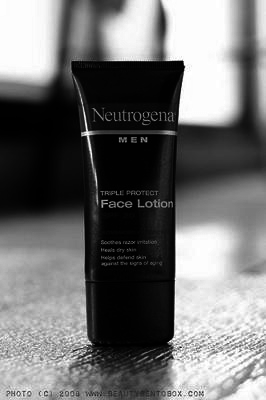 Neutrogena
MEN
TRIPLE PROTECT
Face Lotion
Soothes razor irritation
Heals dry skin
Helps defend skin
against the signs of aging
PHOTO (C) 2008 WWW.BEAUTYBENTOBOX.COM